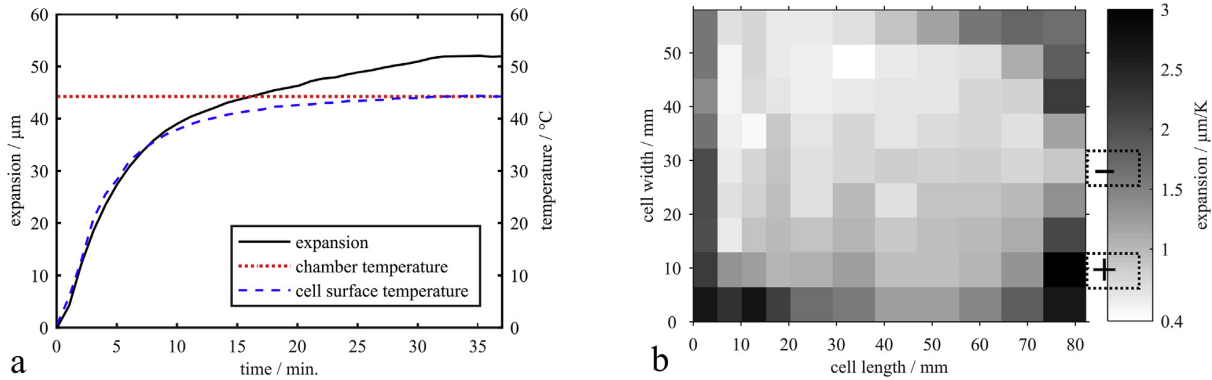 60
50
40
30
20
10
0
expansion / μm
60
50
40
30
20
10
0
temperature / °C
expansion
chamber temperature
cell surface temperature
0 5 10 15 20 25 30 35
time / min.
a
50
40
30
20
10
0
cell width / mm
0 10 20 30 40 50 60 70 80
cell length / mm
b
−
+
3
2
1.5
1
0.4
expansion / μm/K